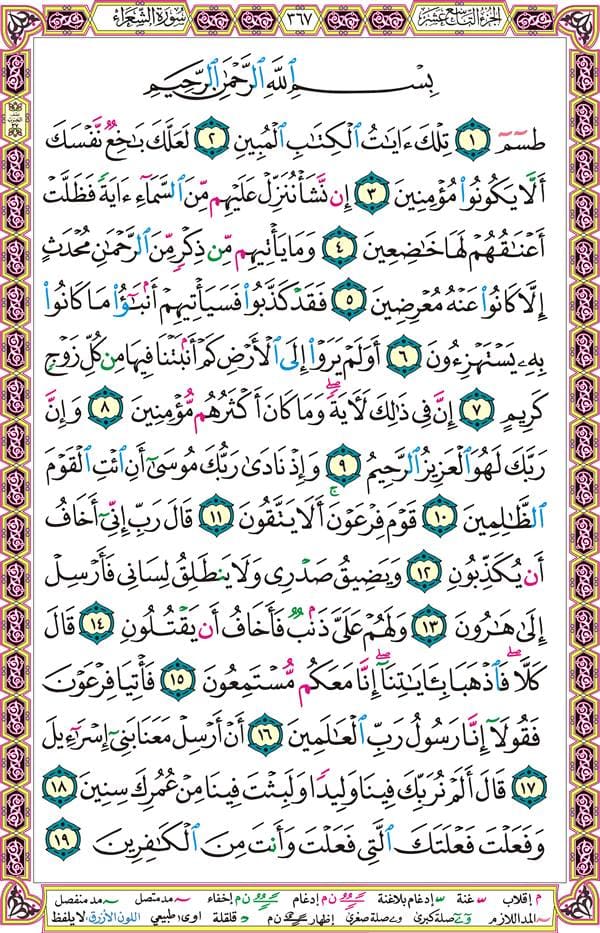 الجزء التاسع عشر ٣٦٧ سورة الشعراء
بِسْمِ ٱللَّهِ ٱلرَّحْمَٰنِ ٱلرَّحِيمِ
طسٓمٓ ١ تِلْكَ ءَايَٰتُ ٱلْكِتَٰبِ ٱلْمُبِينِ ٢ لَعَلَّكَ بَٰخِعٌ نَّفْسَكَ
أَلَّا يَكُونُوا۟ مُؤْمِنِينَ ٣ إِن نَّشَأْ نُنَزِّلْ عَلَيْهِم مِّنَ ٱلسَّمَآءِ ءَايَةً فَظَلَّتْ
أَعْنَٰقُهُمْ لَهَا خَٰضِعِينَ ٤ وَمَا يَأْتِيهِم مِّن ذِكْرٍ مِّنَ ٱلرَّحْمَٰنِ مُحْدَثٍ
إِلَّا كَانُوا۟ عَنْهُ مُعْرِضِينَ ٥ فَقَدْ كَذَّبُوا۟ فَسَيَأْتِيهِمْ أَنۢبَٰٓؤُا۟ مَا كَانُوا۟
بِهِۦ يَسْتَهْزِءُونَ ٦ أَوَلَمْ يَرَوْا۟ إِلَى ٱلْأَرْضِ كَمْ أَنۢبَتْنَا فِيهَا مِن كُلِّ زَوْجٍ
كَرِيمٍ ٧ إِنَّ فِى ذَٰلِكَ لَءَايَةً ۖ وَمَا كَانَ أَكْثَرُهُم مُّؤْمِنِينَ ٨ وَإِنَّ
رَبَّكَ لَهُوَ ٱلْعَزِيزُ ٱلرَّحِيمُ ٩ وَإِذْ نَادَىٰ رَبُّكَ مُوسَىٰٓ أَنِ ٱئْتِ ٱلْقَوْمَ
ٱلظَّٰلِمِينَ ١٠ قَوْمَ فِرْعَوْنَ ۚ أَلَا يَتَّقُونَ ١١ قَالَ رَبِّ إِنِّىٓ أَخَافُ
أَن يُكَذِّبُونِ ١٢ وَيَضِيقُ صَدْرِى وَلَا يَنطَلِقُ لِسَانِى فَأَرْسِلْ
إِلَىٰ هَٰرُونَ ١٣ وَلَهُمْ عَلَىَّ ذَنۢبٌ فَأَخَافُ أَن يَقْتُلُونِ ١٤ قَالَ
كَلَّا ۖ فَٱذْهَبَا بِـَٔايَٰتِنَآ ۖ إِنَّا مَعَكُم مُّسْتَمِعُونَ ١٥ فَأْتِيَا فِرْعَوْنَ
فَقُولَآ إِنَّا رَسُولُ رَبِّ ٱلْعَٰلَمِينَ ١٦ أَنْ أَرْسِلْ مَعَنَا بَنِىٓ إِسْرَٰٓءِيلَ
١٧ قَالَ أَلَمْ نُرَبِّكَ فِينَا وَلِيدًا وَلَبِثْتَ فِينَا مِنْ عُمُرِكَ سِنِينَ ١٨
وَفَعَلْتَ فَعْلَتَكَ ٱلَّتِى فَعَلْتَ وَأَنتَ مِنَ ٱلْكَٰفِرِينَ ١٩
م إقلاب غنة إدغام بلاغنة ن م إدغام إخفاء مد متصل مد منفصل
المد اللازم صلة كبرى صلة صغرى إظهار ن م قلقلة اوى طبيعي اللون الأزرق لا يلفظ